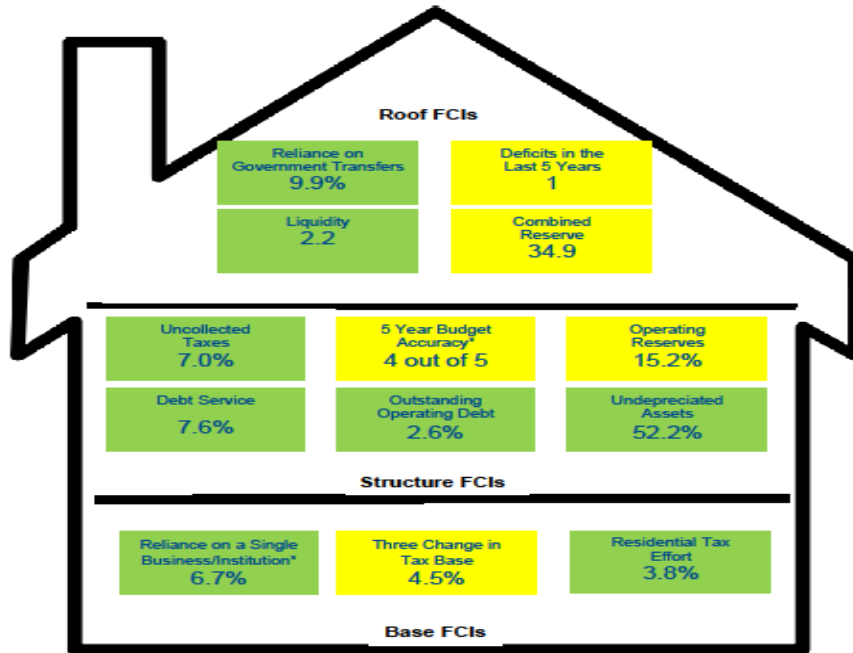 Roof FCIs
Reliance on
Government Transfers
9.9%
Deficits in the
Last 5 Years
1
Liquidity
2.2
Combined
Reserve
34.9
Uncollected
Taxes
7.0%
5 Year Budget
Accuracy*
4 out of 5
Operating
Reserves
15.2%
Debt Service
7.6%
Outstanding
Operating Debt
2.6%
Undepreciated
Assets
52.2%
Structure FCIs
Reliance on a Single
Business/Institution*
6.7%
Three Change in
Tax Base
4.5%
Residential Tax
Effort
3.8%
Base FCIs